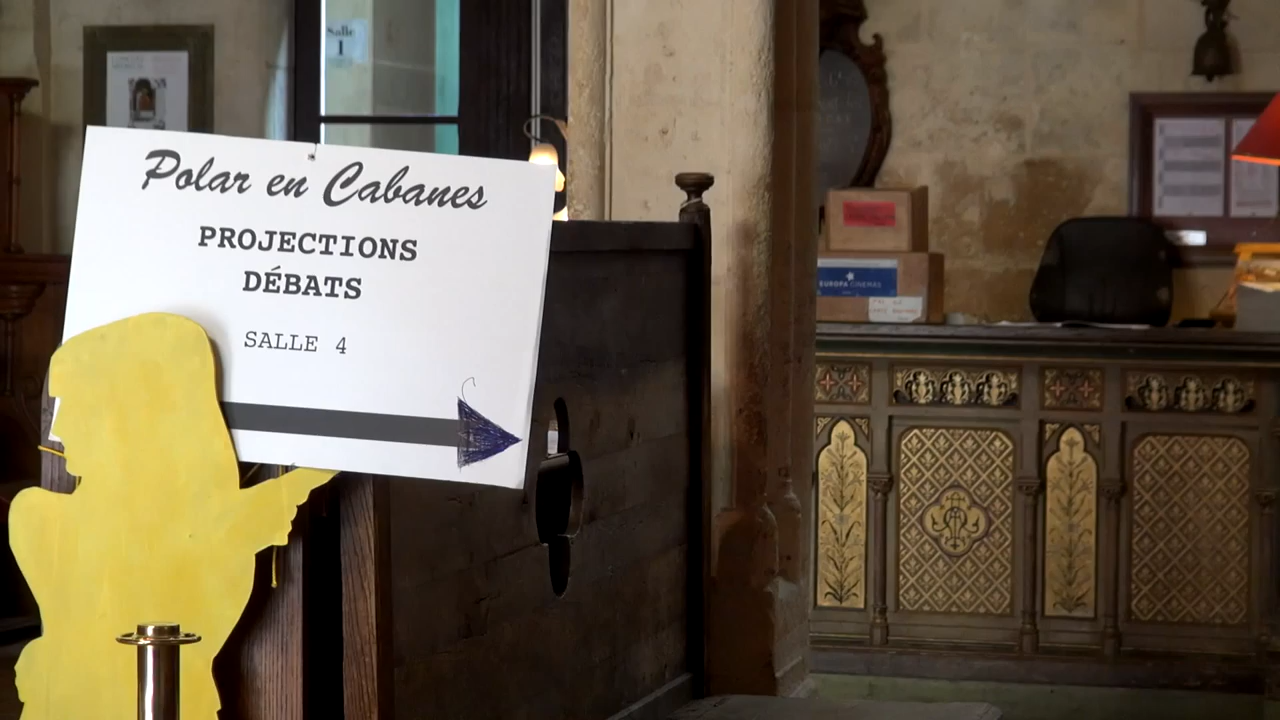 Salle
1
Polar en Cabanes
PROJECTIONS
DÉBATS
SALLE 4
EUROPA CINEMAS